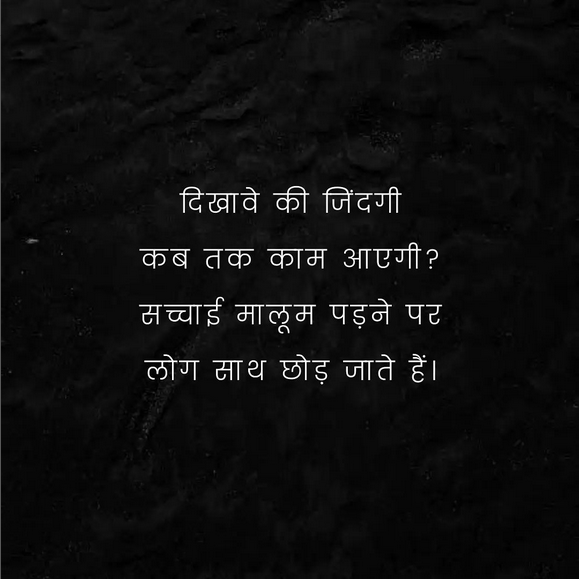 दिखावे की जिंदगी
कब तक काम आएगी?
सच्चाई मालूम पड़ने पर
लोग साथ छोड़ जाते हैं।